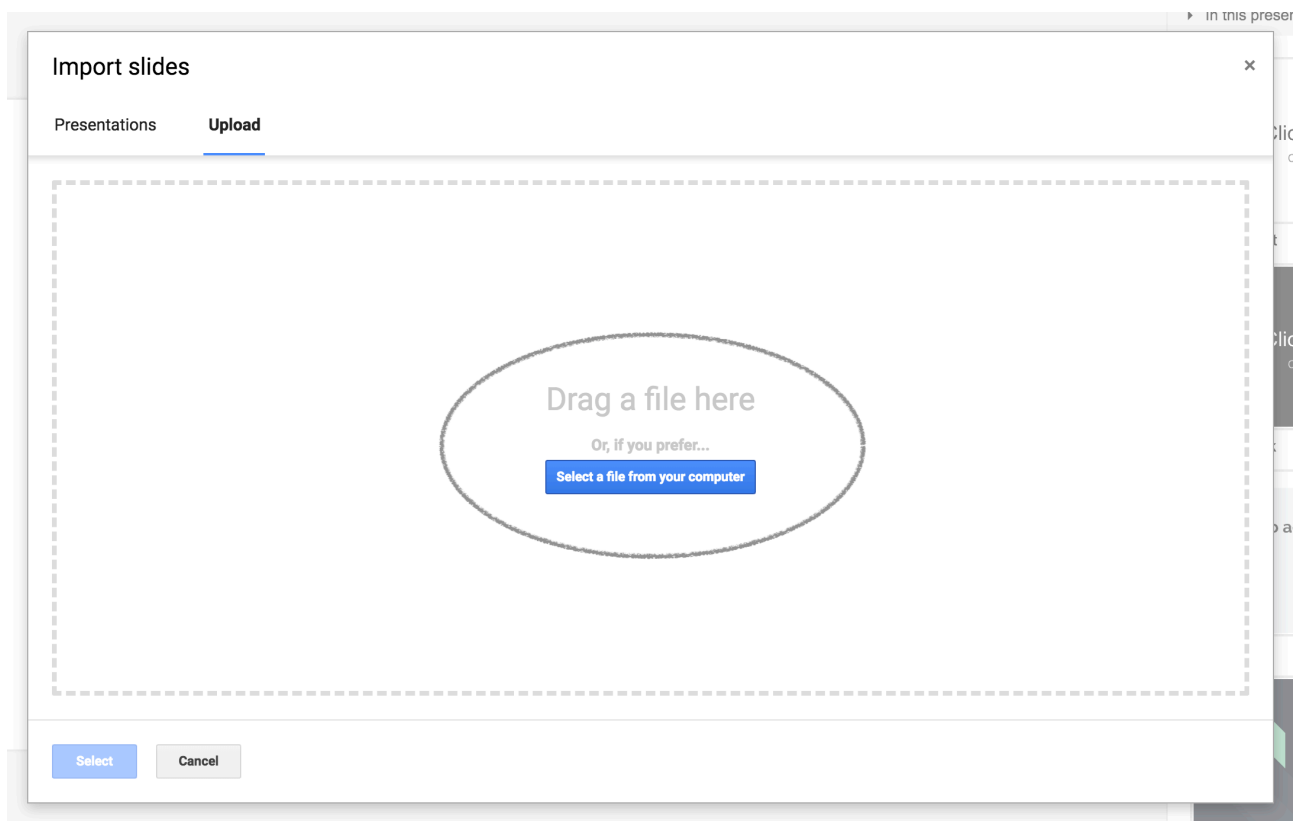 In this
Import slides
×
Presentations
Upload
Drag a file here
Or, if you prefer...
Select a file from your computer
Select
Cancel